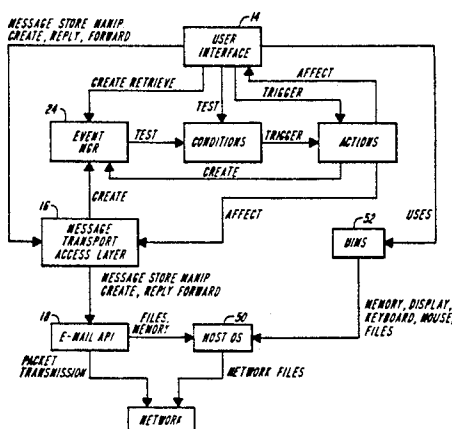 MESSAGE STORE MANIP
CREATE, REPLY, FORWARD
14
USER
INTERFACE
AFFECT
CREATE RETRIEVE
TRIGGER
TEST
24
EVENT
MGR
TEST
CONDITIONS
TRIGGER
ACTIONS
CREATE
CREATE
16
MESSAGE
TRANSPORT
ACCESS LAYER
AFFECT
USES
52
MESSAGE STORE MANIP
CREATE, REPLY FORWARD
MEMORY, DISPLAY,
KEYBOARD, MOUSE,
FILES
18
E-MAIL API
FILES,
MEMORY
50
HOST OS
PACKET
TRANSMISSION
NETWORK FILES
NETWORK